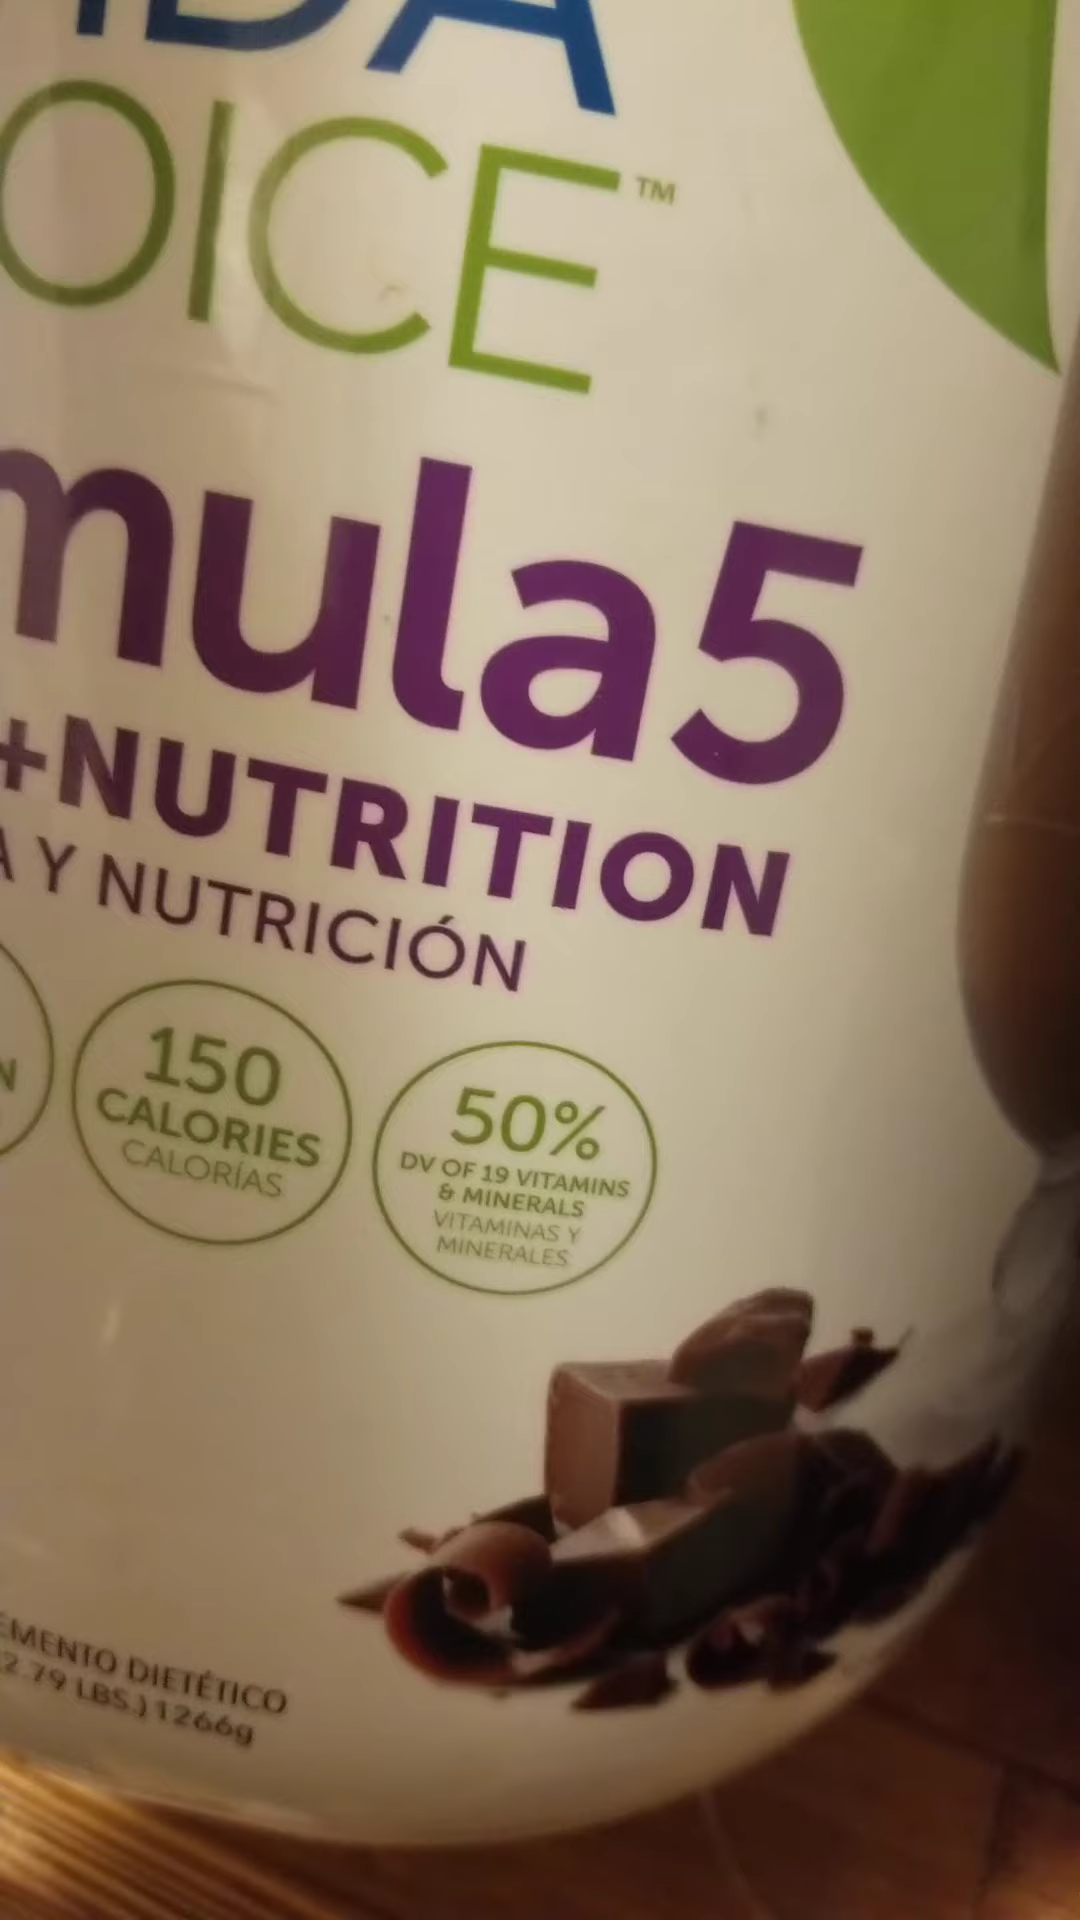 IDA
OICE™
mula5
+NUTRITION
A Y NUTRICIÓN
N
150
CALORIES
CALORÍAS
50%
DV OF 19 VITAMINS
& MINERALS
VITAMINAS Y
MINERALES
EMENTO DIETÉTICO
2.79 LBS.) 1266g